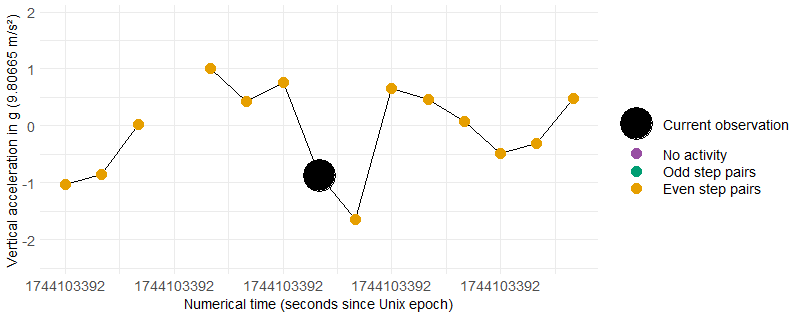 Vertical acceleration in g (9.80665 m/s²)
2
1
0
-1
-2
1744103392 1744103392 1744103392 1744103392 1744103392
Numerical time (seconds since Unix epoch)
Current observation
No activity
Odd step pairs
Even step pairs